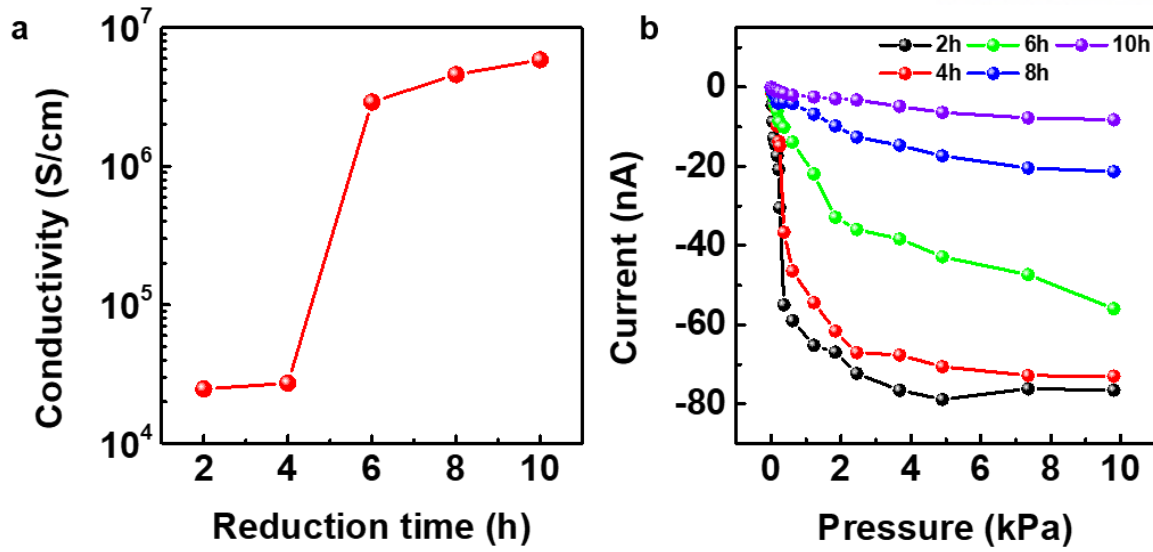 a
10^7
10^6
10^5
10^4
Conductivity (S/cm)
2 4 6 8 10
Reduction time (h)
b
2h 6h 10h
4h 8h
0
-20
-40
-60
-80
Current (nA)
0 2 4 6 8 10
Pressure (kPa)